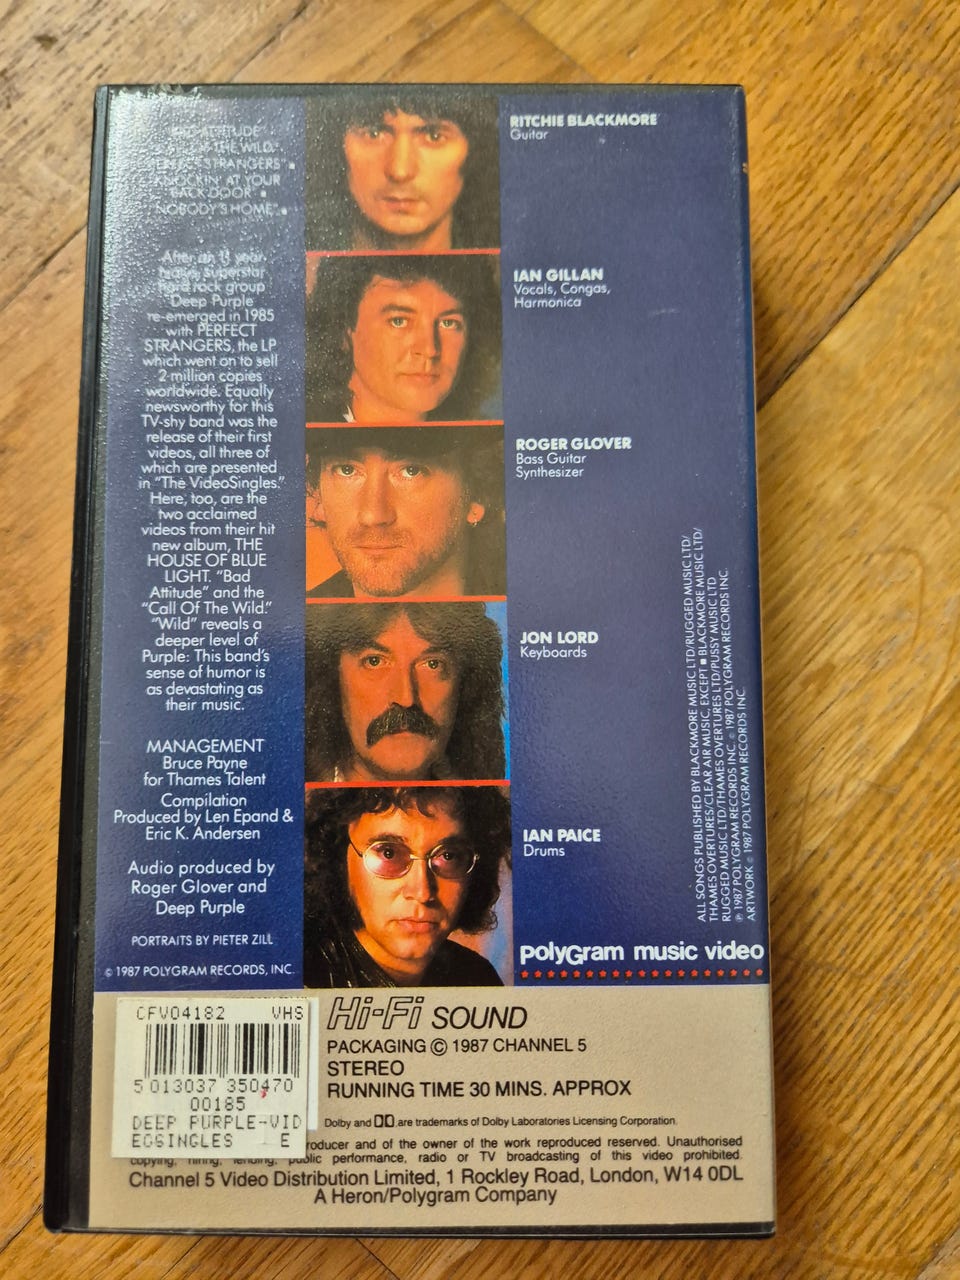 BAD ATTITUDE"
CALL OF THE WILD"
"PERFECT STRANGERS" ■
"KNOCKIN' AT YOUR
BACK DOOR" ■
"NOBODY'S HOME" ■
After an 11 year
hiatus, superstar
hard rock group
Deep Purple
re-emerged in 1985
with PERFECT
STRANGERS, the LP
which went on to sell
2-million copies
worldwide. Equally
newsworthy for this
TV-shy band was the
release of their first
videos, all three of
which are presented
in "The VideoSingles."
Here, too, are the
two acclaimed
videos from their hit
new album, THE
HOUSE OF BLUE
LIGHT. "Bad
Attitude" and the
"Call Of The Wild."
"Wild" reveals a
deeper level of
Purple: This band's
sense of humor is
as devastating as
their music.
MANAGEMENT
Bruce Payne
for Thames Talent
Compilation
Produced by Len Epand &
Eric K. Andersen
Audio produced by
Roger Glover and
Deep Purple
PORTRAITS BY PIETER ZILL
© 1987 POLYGRAM RECORDS, INC.
RITCHIE BLACKMORE
Guitar
IAN GILLAN
Vocals, Congas,
Harmonica
ROGER GLOVER
Bass Guitar
Synthesizer
JON LORD
Keyboards
IAN PAICE
Drums
ALL SONGS PUBLISHED BY BLACKMORE MUSIC LTD/RUGGED MUSIC LTD/
THAMES OVERTURES/CLEAR AIR MUSIC, EXCEPT ■ BLACKMORE MUSIC LTD/
RUGGED MUSIC LTD/THAMES OVERTURES LTD/PUSSY MUSIC LTD
℗ 1987 POLYGRAM RECORDS INC. © 1987 POLYGRAM RECORDS INC.
ARTWORK © 1987 POLYGRAM RECORDS INC.
polyGram music video
CFV04182 VHS
5 013037 350470
00185
DEEP PURPLE-VID
EOSINGLES E
Hi-Fi SOUND
PACKAGING © 1987 CHANNEL 5
STEREO
RUNNING TIME 30 MINS. APPROX
Dolby and DD are trademarks of Dolby Laboratories Licensing Corporation.
roducer and of the owner of the work reproduced reserved. Unauthorised
copying, hiring, lending, public performance, radio or TV broadcasting of this video prohibited.
Channel 5 Video Distribution Limited, 1 Rockley Road, London, W14 0DL
A Heron/Polygram Company